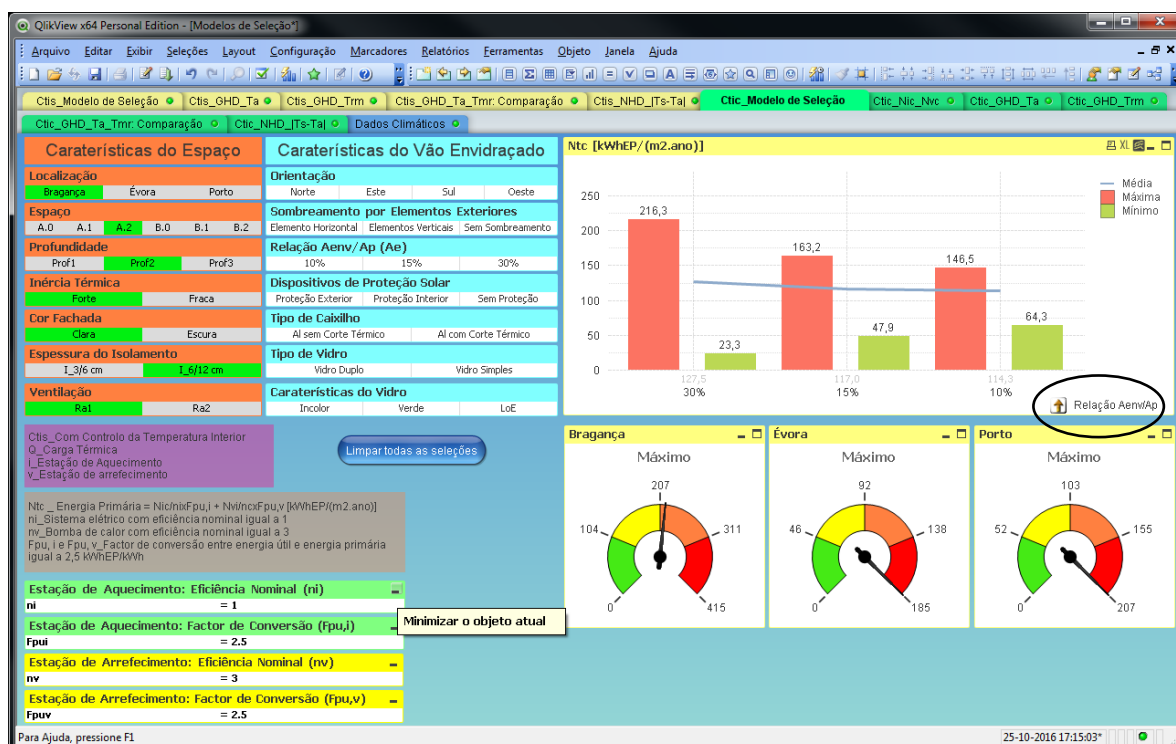 QlikView x64 Personal Edition - [Modelos de Seleção*]
Arquivo Editar Exibir Seleções Layout Configuração Marcadores Relatórios Ferramentas Objeto Janela Ajuda
Ctis_Modelo de Seleção Ctis_GHD_Ta Ctis_GHD_Trm Ctis_GHD_Ta_Tmr: Comparação Ctis_NHD_|Ts-Ta| Ctic_Modelo de Seleção Ctic_Nic_Nvc Ctic_GHD_Ta Ctic_GHD_Trm
Ctic_GHD_Ta_Tmr: Comparação Ctic_NHD_|Ts-Ta| Dados Climáticos
Caraterísticas do Espaço
Localização
Bragança Évora Porto
Espaço
A.0 A.1 A.2 B.0 B.1 B.2
Profundidade
Prof1 Prof2 Prof3
Inércia Térmica
Forte Fraca
Cor Fachada
Clara Escura
Espessura do Isolamento
I_3/6 cm I_6/12 cm
Ventilação
Ra1 Ra2
Caraterísticas do Vão Envidraçado
Orientação
Norte Este Sul Oeste
Sombreamento por Elementos Exteriores
Elemento Horizontal Elementos Verticais Sem Sombreamento
Relação Aenv/Ap (Ae)
10% 15% 30%
Dispositivos de Proteção Solar
Proteção Exterior Proteção Interior Sem Proteção
Tipo de Caixilho
Al sem Corte Térmico Al com Corte Térmico
Tipo de Vidro
Vidro Duplo Vidro Simples
Caraterísticas do Vidro
Incolor Verde LoE
Ntc [kWhEP/(m2.ano)]
XL
Média
Máxima
Mínimo
250
200
150
100
50
0
216,3
23,3
163,2
47,9
146,5
64,3
127,5 117,0 114,3
30% 15% 10%
Relação Aenv/Ap
Ctis_Com Controlo da Temperatura Interior
Q_Carga Térmica
i_Estação de Aquecimento
v_Estação de arrefecimento
Limpar todas as seleções
Ntc _ Energia Primária = Nic/nixFpu,i + Nvi/ncxFpu,v [kWhEP/(m2.ano)]
ni_Sistema elétrico com eficiência nominal igual a 1
nv_Bomba de calor com eficiência nominal igual a 3
Fpu, i e Fpu, v_Factor de conversão entre energia útil e energia primária
igual a 2,5 kWhEP/kWh
Estação de Aquecimento: Eficiência Nominal (ni)
ni = 1
Minimizar o objeto atual
Estação de Aquecimento: Factor de Conversão (Fpu,i)
Fpui = 2.5
Estação de Arrefecimento: Eficiência Nominal (nv)
nv = 3
Estação de Arrefecimento: Factor de Conversão (Fpu,v)
Fpuv = 2.5
Bragança
Máximo
207
104 311
0 415
Évora
Máximo
92
46 138
0 185
Porto
Máximo
103
52 155
0 207
Para Ajuda, pressione F1
25-10-2016 17:15:03*